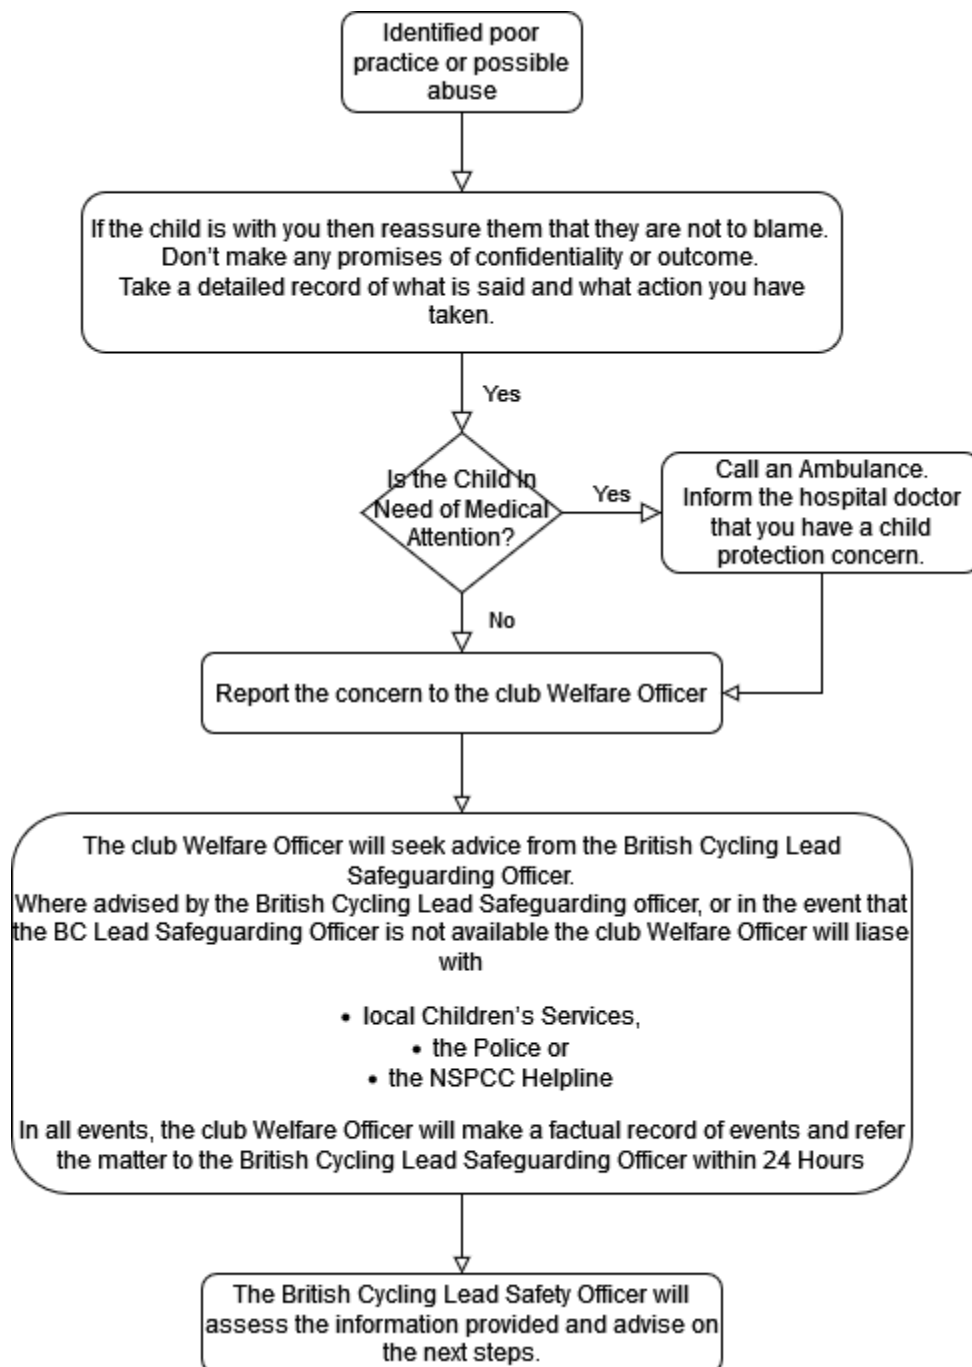 Identified poor
practice or possible
abuse
If the child is with you then reassure them that they are not to blame.
Don't make any promises of confidentiality or outcome.
Take a detailed record of what is said and what action you have
taken.
Yes
Is the Child In
Need of Medical
Attention?
Yes
Call an Ambulance.
Inform the hospital doctor
that you have a child
protection concern.
No
Report the concern to the club Welfare Officer
The club Welfare Officer will seek advice from the British Cycling Lead
Safeguarding Officer.
Where advised by the British Cycling Lead Safeguarding officer, or in the event that
the BC Lead Safeguarding Officer is not available the club Welfare Officer will liase
with
• local Children's Services,
• the Police or
• the NSPCC Helpline
In all events, the club Welfare Officer will make a factual record of events and refer
the matter to the British Cycling Lead Safeguarding Officer within 24 Hours
The British Cycling Lead Safety Officer will
assess the information provided and advise on
the next steps.